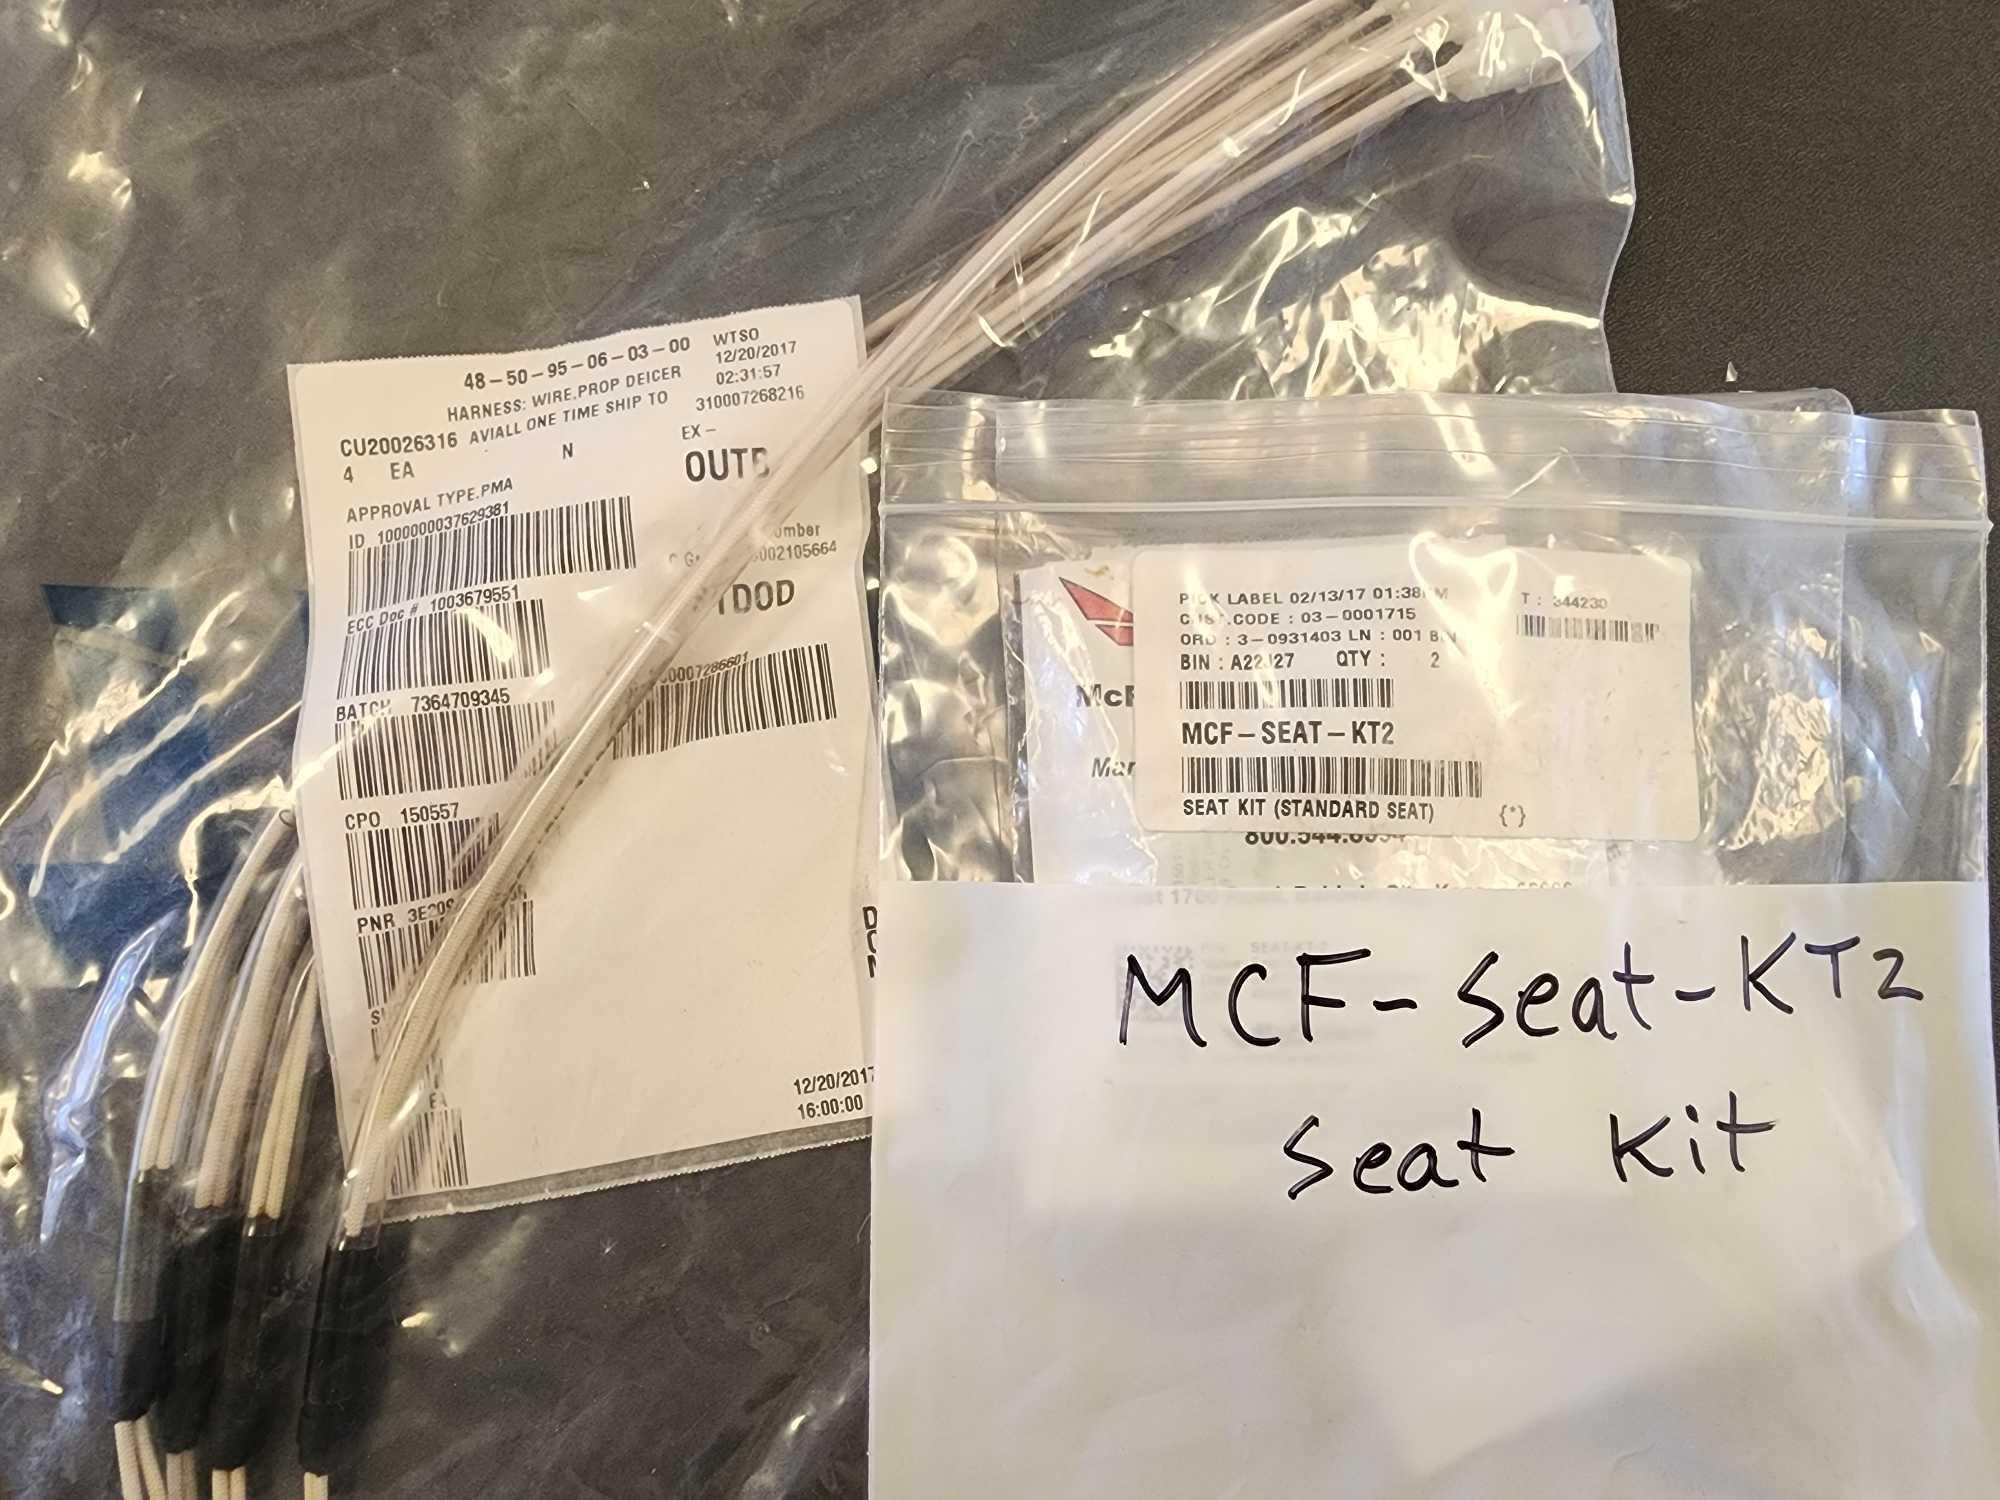 48-50-95-06-03-00 WTSO
HARNESS: WIRE.PROP DEICER 12/20/2017
02:31:57
CU20026316 AVIALL ONE TIME SHIP TO 310007268216
4 EA N EX-
APPROVAL TYPE.PMA
ID 1000000037629381
ECC Doc # 1003679551
BATCH 7364709345
CPO 150557
PNR
EA
12/20/2017
16:00:00
PICK LABEL 02/13/17 T: 344230
CUST.CODE : 03-0001715
ORD : 3-0931403 LN : 001
BIN : QTY : 2
MCF-SEAT-KT2
SEAT KIT (STANDARD SEAT) {*}
MCF-Seat-KT2
Seat Kit